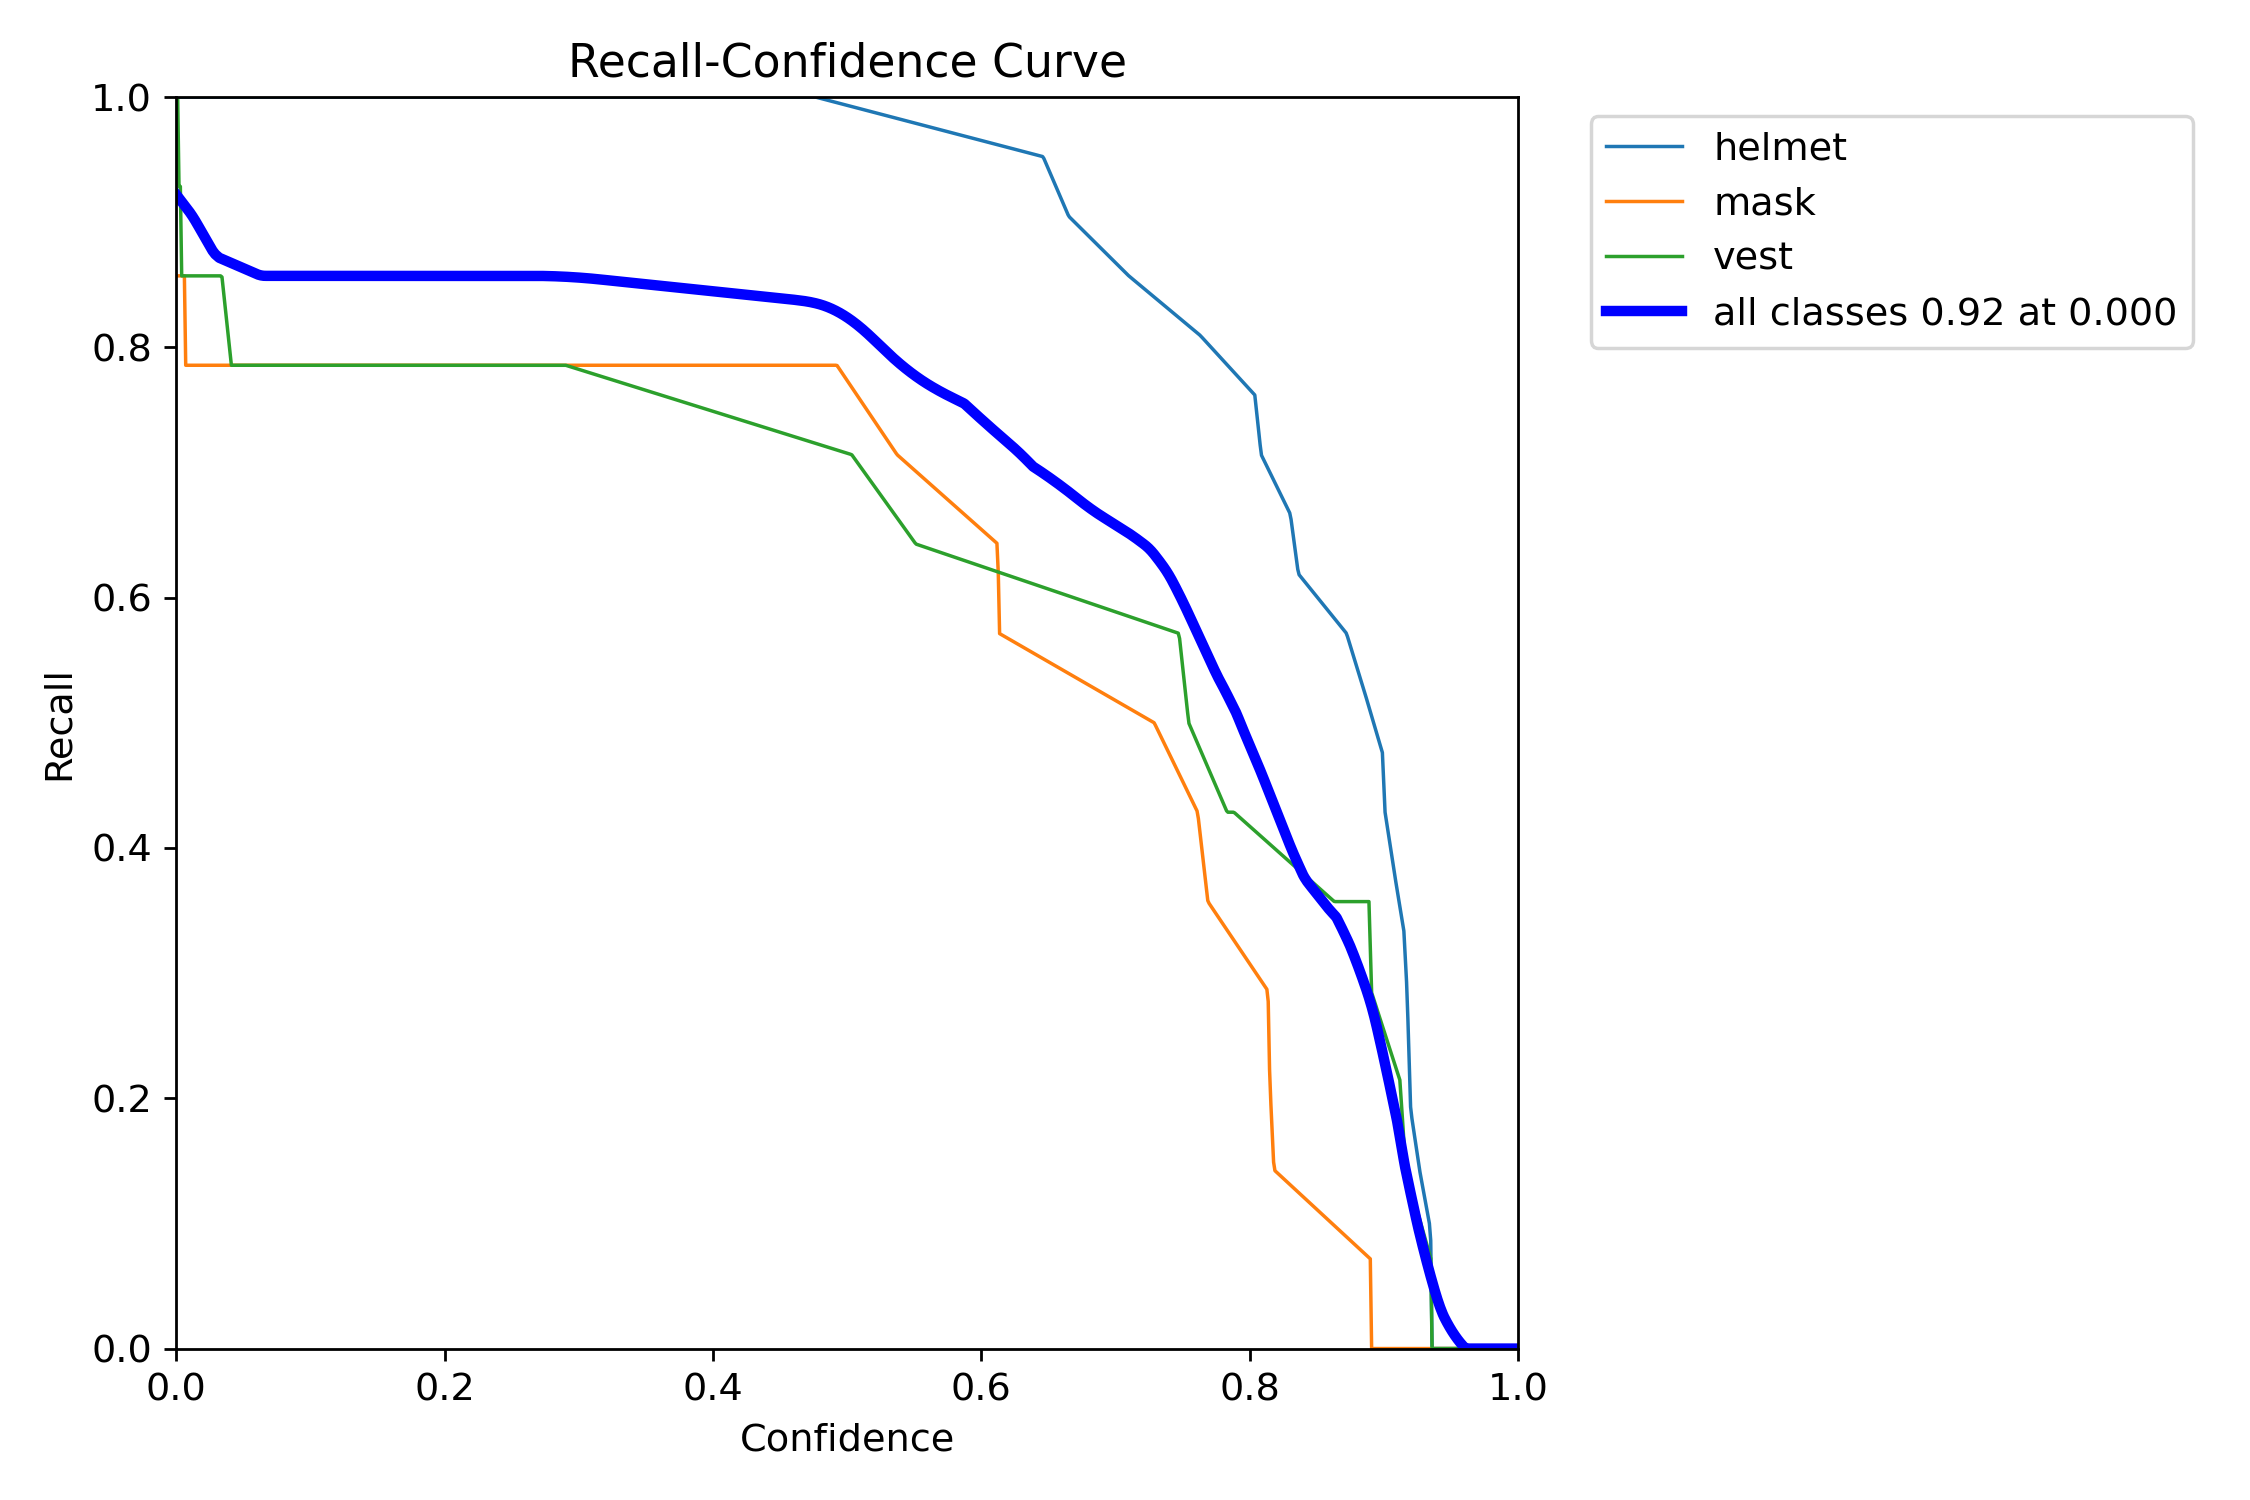 Recall-Confidence Curve
1.0
0.8
0.6
0.4
0.2
0.0
Recall
0.0 0.2 0.4 0.6 0.8 1.0
Confidence
helmet
mask
vest
all classes 0.92 at 0.000